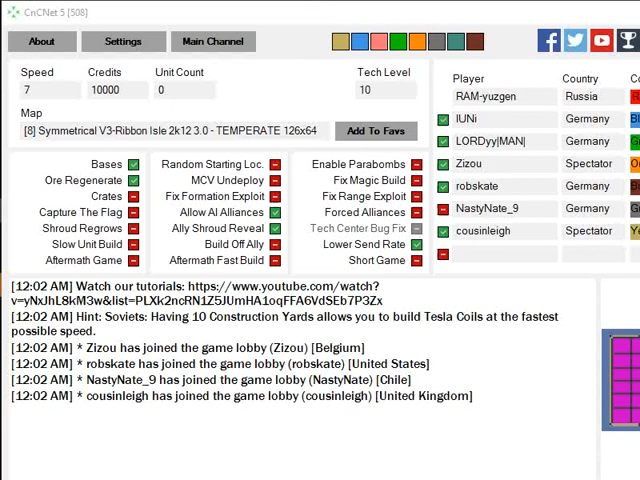 CnCNet 5 [508]
About
Settings
Main Channel
Speed
Credits
Unit Count
Tech Level
7
10000
0
10
Map
[8] Symmetrical V3-Ribbon Isle 2k12 3.0 - TEMPERATE 126x64
Add To Favs
Bases
Ore Regenerate
Crates
Capture The Flag
Shroud Regrows
Slow Unit Build
Aftermath Game
Random Starting Loc.
MCV Undeploy
Fix Formation Exploit
Allow AI Alliances
Ally Shroud Reveal
Build Off Ally
Aftermath Fast Build
Enable Parabombs
Fix Magic Build
Fix Range Exploit
Forced Alliances
Tech Center Bug Fix
Lower Send Rate
Short Game
Player
Country
Co
RAM-yuzgen
Russia
R
Germany
Bl
LORDyy|MAN|
Germany
G
Zizou
Spectator
Or
robskate
Germany
B
NastyNate_9
Germany
G
cousinleigh
Spectator
Ye
[12:02 AM] Watch our tutorials: https://www.youtube.com/watch?
v=yNxJhL8kM3w&list=PLXk2ncRN1Z5JUmHA1oqFFA6VdSEb7P3Zx
[12:02 AM] Hint: Soviets: Having 10 Construction Yards allows you to build Tesla Coils at the fastest
possible speed.
[12:02 AM] * Zizou has joined the game lobby (Zizou) [Belgium]
[12:02 AM] * robskate has joined the game lobby (robskate) [United States]
[12:02 AM] * NastyNate_9 has joined the game lobby (NastyNate) [Chile]
[12:02 AM] * cousinleigh has joined the game lobby (cousinleigh) [United Kingdom]